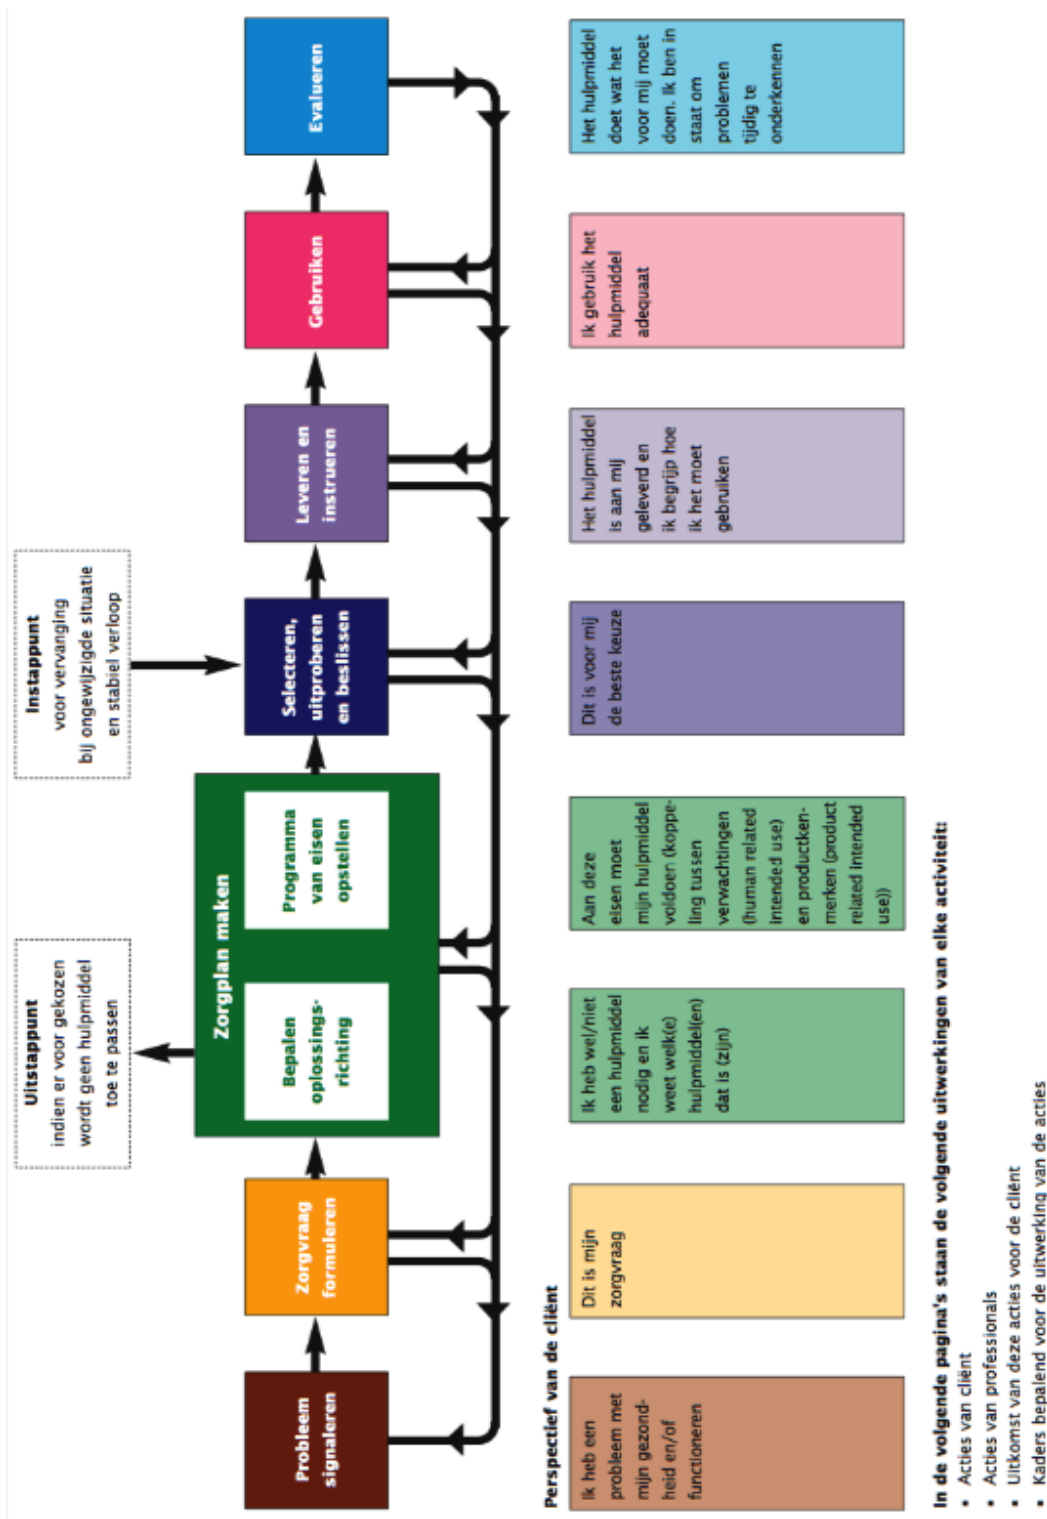 Uitstappunt
indien er voor gekozen
wordt geen hulpmiddel
toe te passen
Instappunt
voor vervanging
bij ongewijzigde situatie
en stabiel verloop
Probleem
signaleren
Zorgvraag
formuleren
Zorgplan maken
Bepalen
oplossings-
richting
Programma
van eisen
opstellen
Selecteren,
uitproberen
en beslissen
Leveren en
instrueren
Gebruiken
Evalueren
Perspectief van de cliënt
Ik heb een
probleem met
mijn gezond-
heid en/of
functioneren
Dit is mijn
zorgvraag
Ik heb wel/niet
een hulpmiddel
nodig en ik
weet welk(e)
hulpmiddel(en)
dat is (zijn)
Aan deze
eisen moet
mijn hulpmiddel
voldoen (koppe-
ling tussen
verwachtingen
(human related
intended use)
en productken-
merken (product
related intended
use))
Dit is voor mij
de beste keuze
Het hulpmiddel
is aan mij
geleverd en
ik begrijp hoe
ik het moet
gebruiken
Ik gebruik het
hulpmiddel
adequaat
Het hulpmiddel
doet wat het
voor mij moet
doen. Ik ben in
staat om
problemen
tijdig te
onderkennen
In de volgende pagina's staan de volgende uitwerkingen van elke activiteit:
• Acties van cliënt
• Acties van professionals
• Uitkomst van deze acties voor de cliënt
• Kaders bepalend voor de uitwerking van de acties